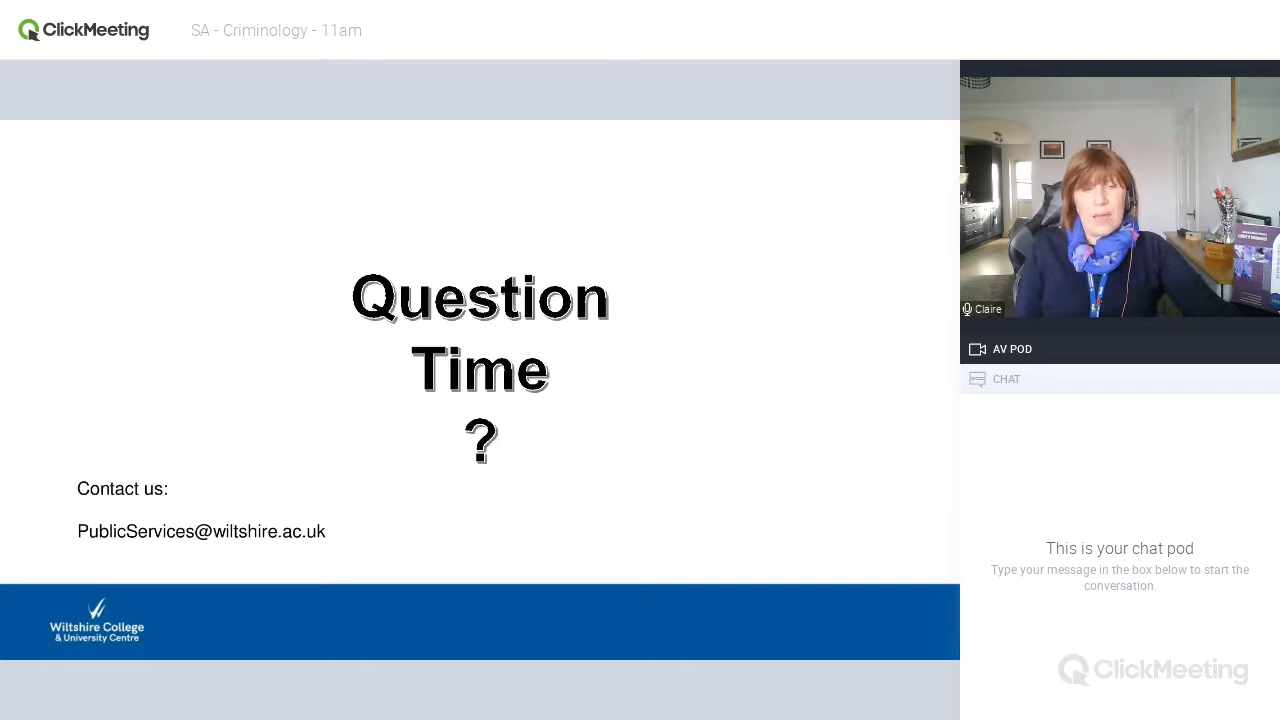 ClickMeeting
SA - Criminology - 11am
Question
Time
?
Contact us:
PublicServices@wiltshire.ac.uk
Wiltshire College
& University Centre
Claire
AV POD
CHAT
This is your chat pod
Type your message in the box below to start the
conversation.
ClickMeeting